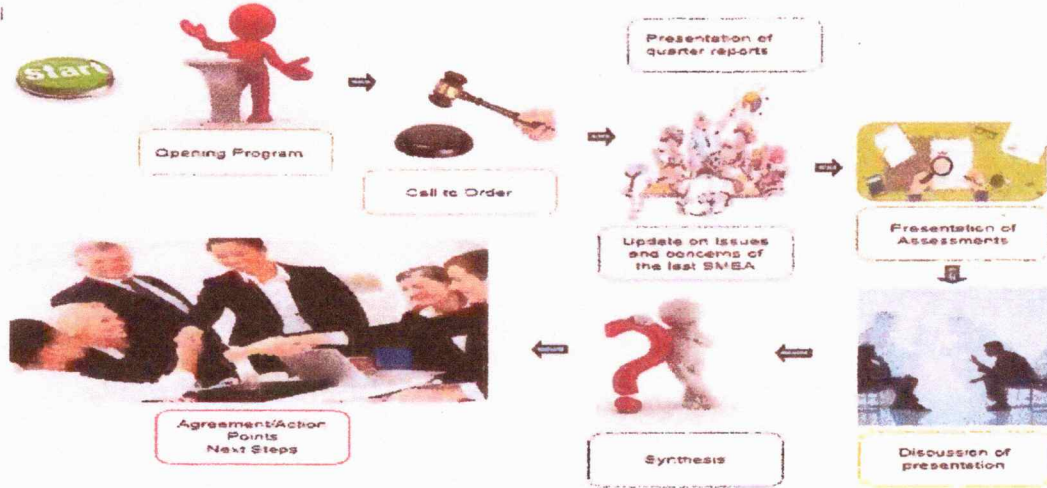 start
Opening Program
Call to Order
Presentation of
quarter reports
Update on Issues
and concerns of
the last SMEA
Presentation of
Assessments
Discussion of
presentation
Synthesis
Agreement/Action
Points
Next Steps